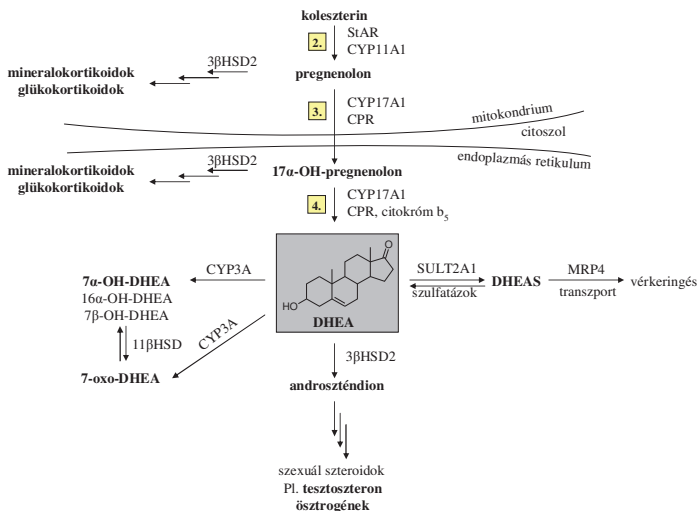 koleszterin
2.
StAR
CYP11A1
3βHSD2
mineralokortikoidok
glükokortikoidok
pregnenolon
3.
CYP17A1
CPR
mitokondrium
citoszol
endoplazmás retikulum
3βHSD2
mineralokortikoidok
glükokortikoidok
17α-OH-pregnenolon
4.
CYP17A1
CPR, citokróm b5
O
HO
DHEA
CYP3A
7α-OH-DHEA
16α-OH-DHEA
7β-OH-DHEA
11βHSD
CYP3A
7-oxo-DHEA
SULT2A1
szulfatázok
DHEAS
MRP4
transzport
vérkeringés
3βHSD2
androszténdion
szexuál szteroidok
Pl. tesztoszteron
ösztrogének